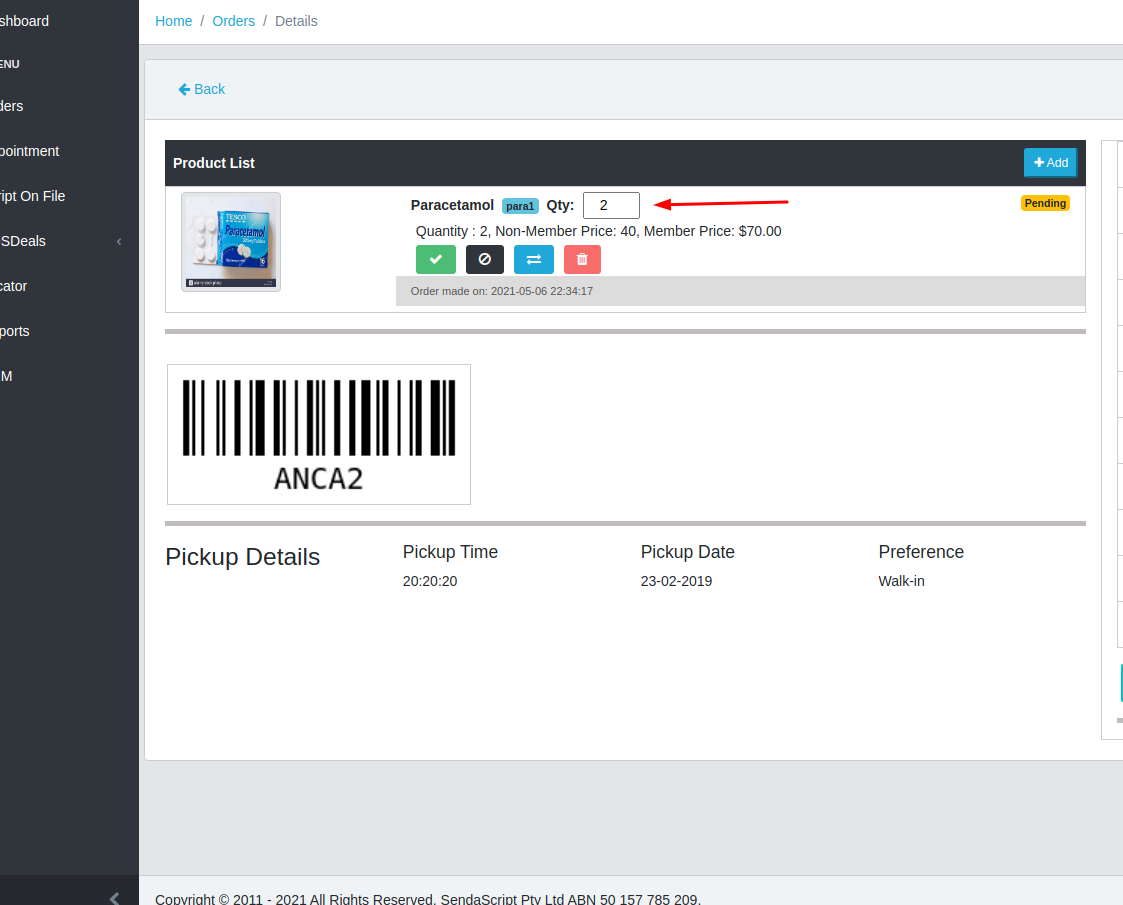 shboard
ENU
ders
pointment
ript On File
SDeals
cator
ports
M
Home / Orders / Details
Back
Product List
Add
TESCO
Paracetamol
Paracetamol para1 Qty: 2
Pending
Quantity : 2, Non-Member Price: 40, Member Price: $70.00
Order made on: 2021-05-06 22:34:17
ANCA2
Pickup Details
Pickup Time
20:20:20
Pickup Date
23-02-2019
Preference
Walk-in
Copyright © 2011 - 2021 All Rights Reserved. SendaScript Pty Ltd ABN 50 157 785 209.